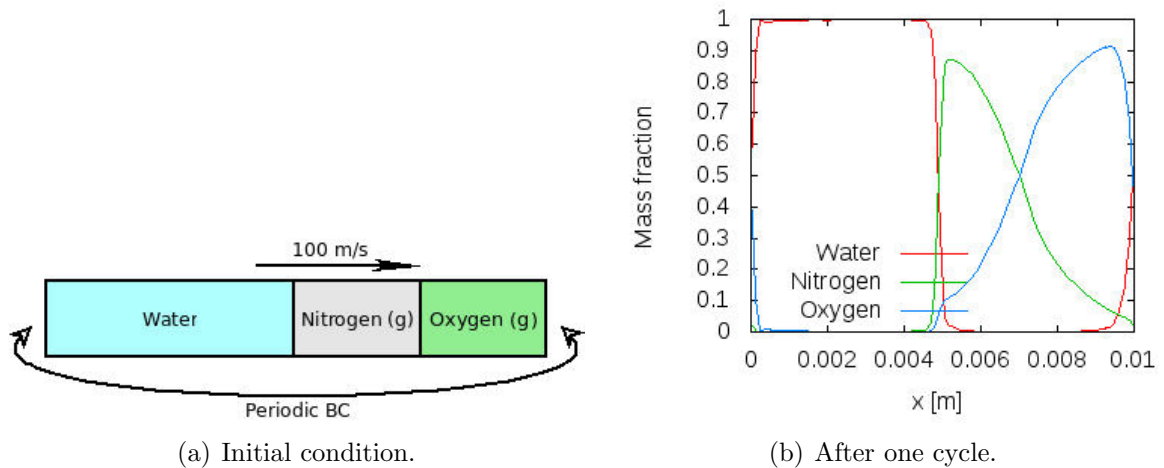 100 m/s
Water
Nitrogen (g)
Oxygen (g)
Periodic BC
(a) Initial condition.
Mass fraction
1
0.9
0.8
0.7
0.6
0.5
0.4
0.3
0.2
0.1
0
Water
Nitrogen
Oxygen
0
0.002
0.004
0.006
0.008
0.01
x [m]
(b) After one cycle.